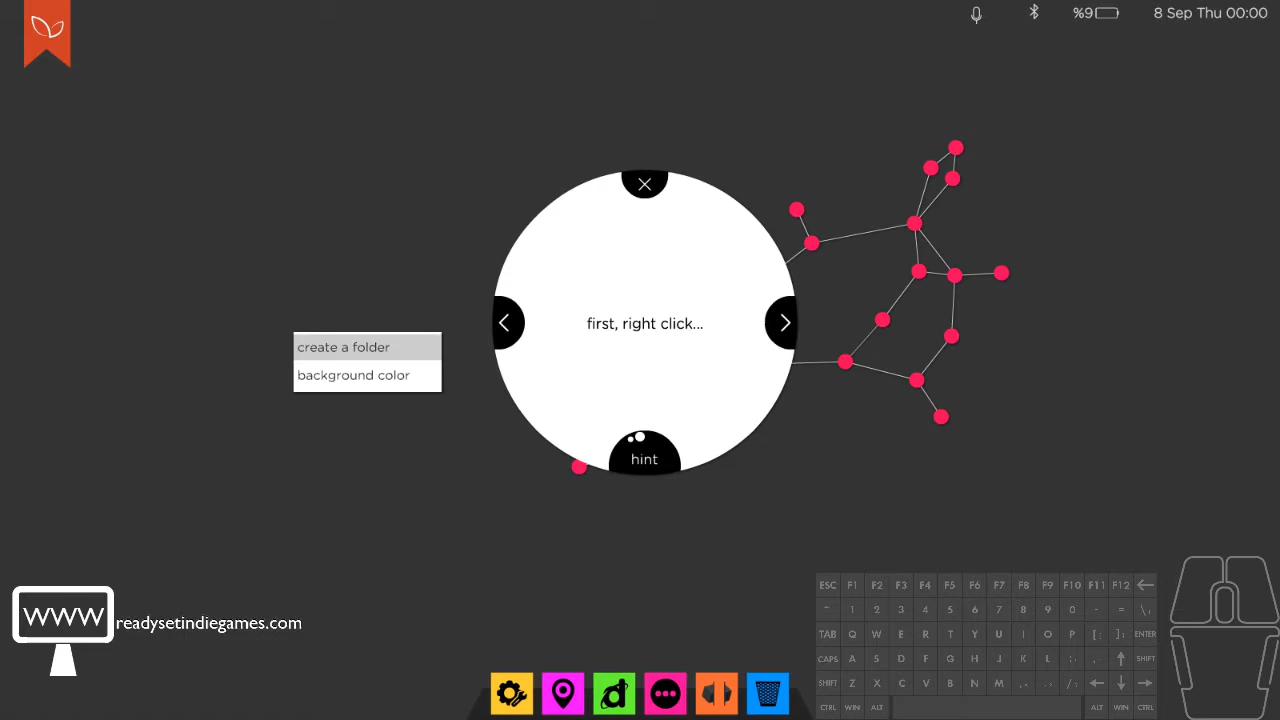 %9
8 Sep Thu 00:00
first, right click...
create a folder
background color
hint
www
readysetindiegames.com
ESC F1 F2 F3 F4 F5 F6 F7 F8 F9 F10 F11 F12
1 2 3 4 5 6 7 8 9 0 - =
TAB Q W E R T Y U I O P ENTER
CAPS A S D F G H J K L SHIFT
SHIFT Z X C V B N M
CTRL WIN ALT ALT WIN CTRL